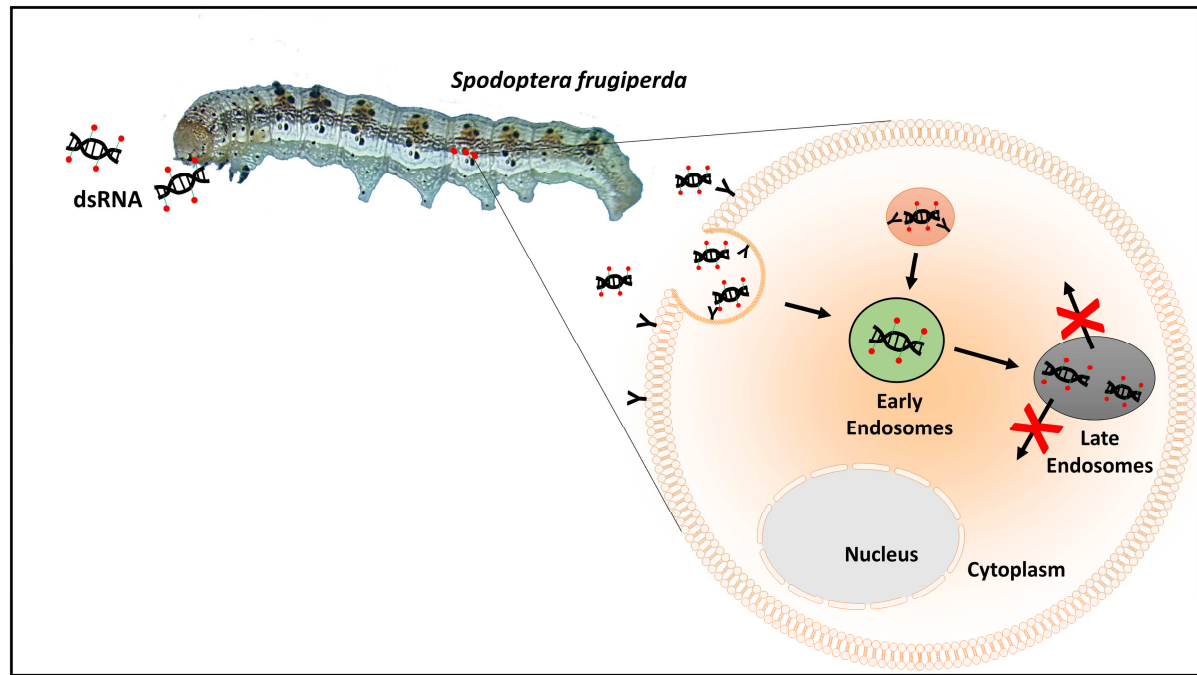 Spodoptera frugiperda
dsRNA
Early
Endosomes
Late
Endosomes
Nucleus
Cytoplasm